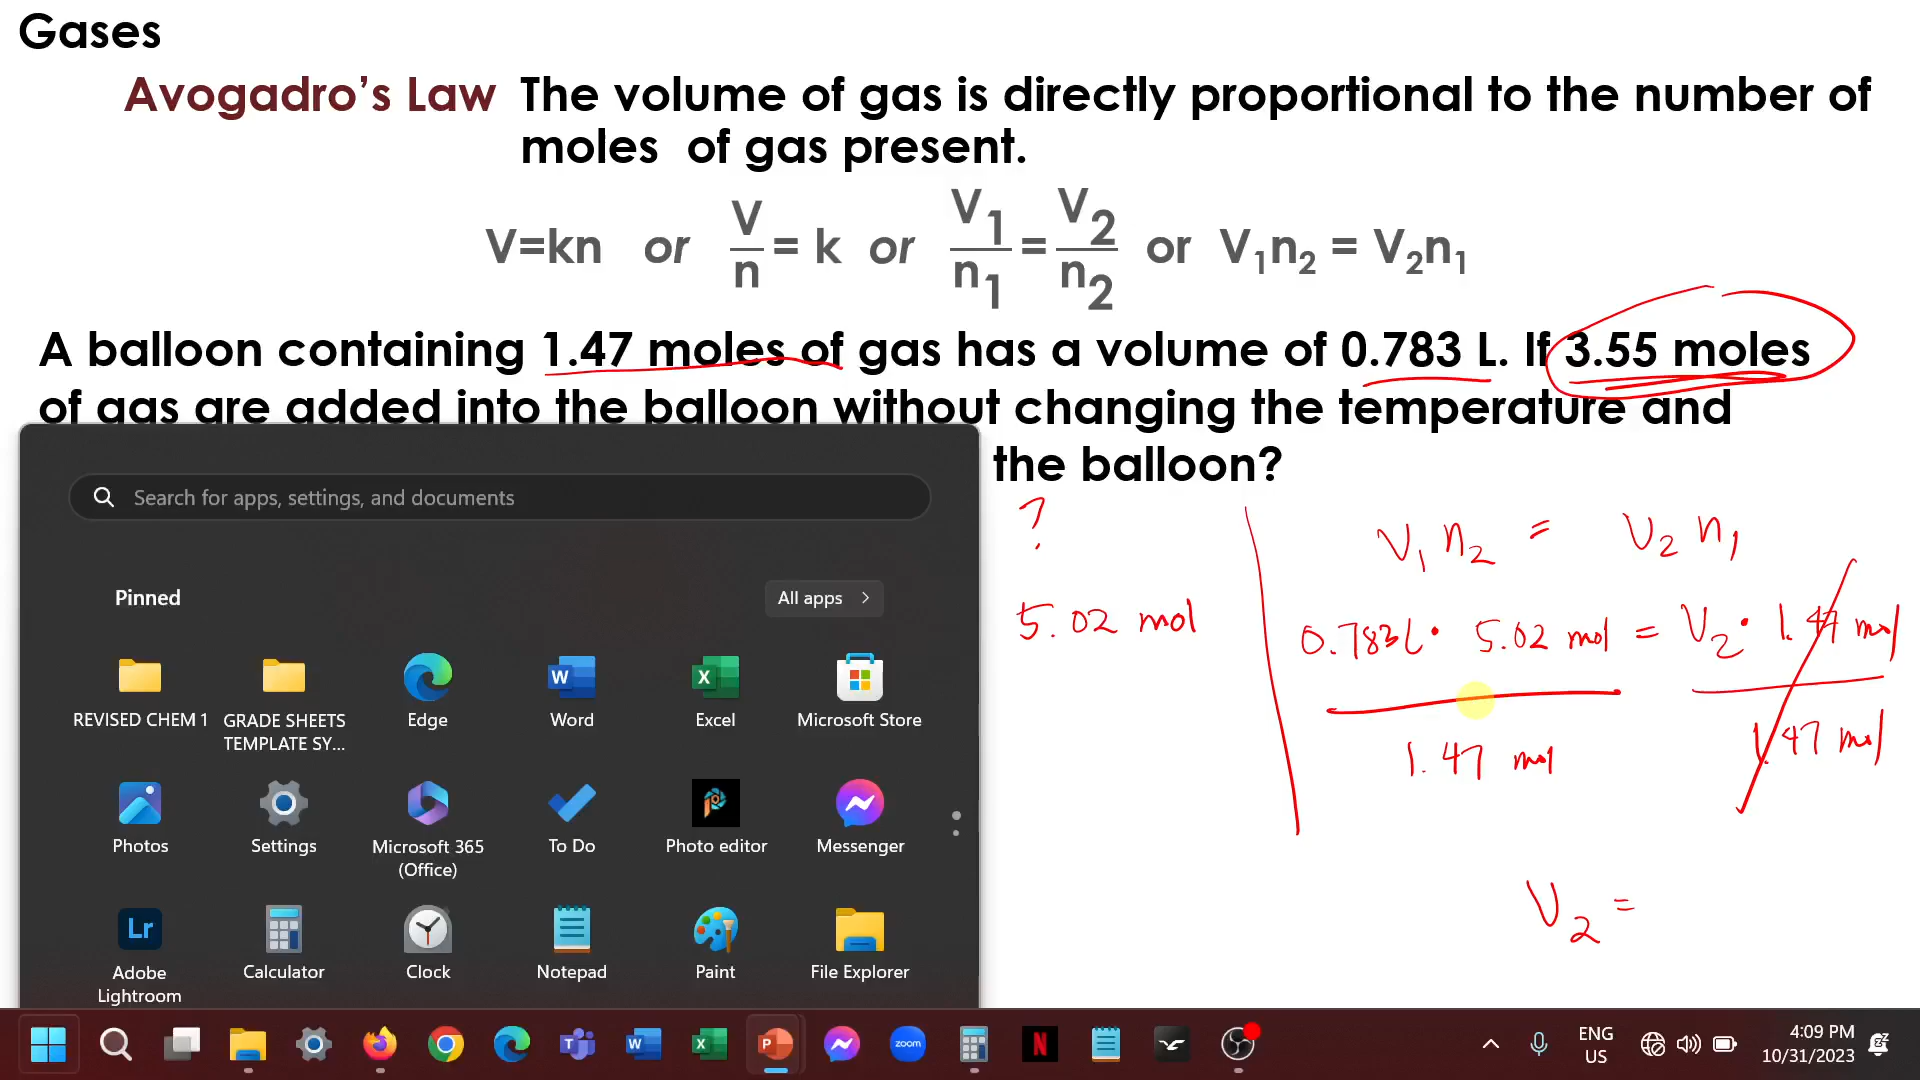 Gases
Avogadro's Law The volume of gas is directly proportional to the number of
moles of gas present.
V=kn or V/n = k or V₁/n₁ = V₂/n₂ or V₁n₂ = V₂n₁
A balloon containing 1.47 moles of gas has a volume of 0.783 L. If 3.55 moles
of gas are added into the balloon without changing the temperature and
the balloon?
Search for apps, settings, and documents
Pinned
All apps
REVISED CHEM 1
GRADE SHEETS TEMPLATE SY...
Edge
Word
Excel
Microsoft Store
Photos
Settings
Microsoft 365 (Office)
To Do
Photo editor
Messenger
Lr
Adobe Lightroom
Calculator
Clock
Notepad
Paint
File Explorer
?
5.02 mol
V₁ n₂ = V₂ n₁
0.783L · 5.02 mol = V₂ · 1.47 mol
1.47 mol 1.47 mol
V₂ =
zoom
ENG
US
4:09 PM
10/31/2023